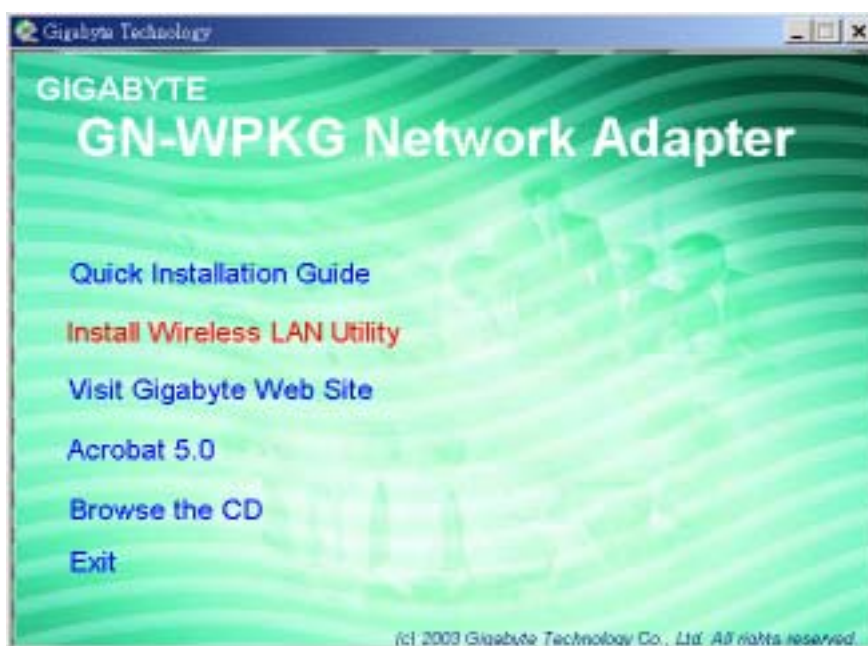 Gigabyte Technology
GIGABYTE
GN-WPKG Network Adapter
Quick Installation Guide
Install Wireless LAN Utility
Visit Gigabyte Web Site
Acrobat 5.0
Browse the CD
Exit
(c) 2003 Gigabyte Technology Co., Ltd. All rights reserved.